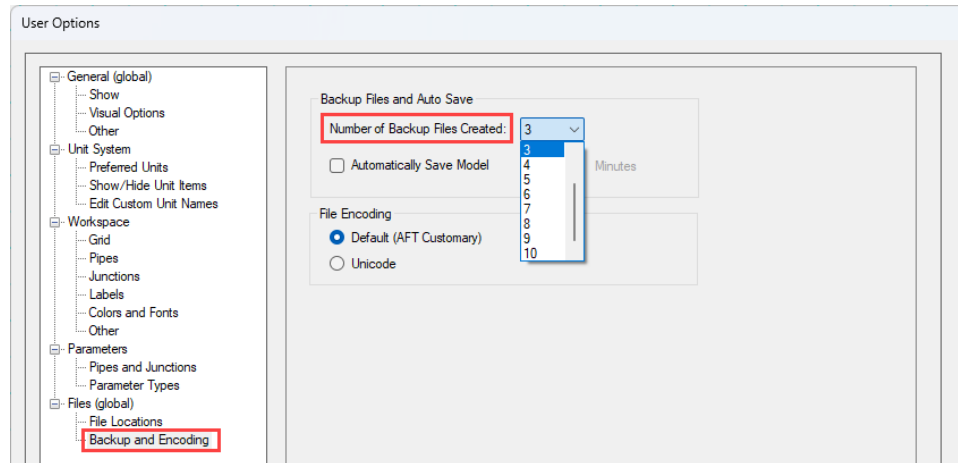 User Options
General (global)
Show
Visual Options
Other
Unit System
Preferred Units
Show/Hide Unit Items
Edit Custom Unit Names
Workspace
Grid
Pipes
Junctions
Labels
Colors and Fonts
Other
Parameters
Pipes and Junctions
Parameter Types
Files (global)
File Locations
Backup and Encoding
Backup Files and Auto Save
Number of Backup Files Created: 3
3
4
5
6
7
8
9
10
Automatically Save Model Minutes
File Encoding
Default (AFT Customary)
Unicode